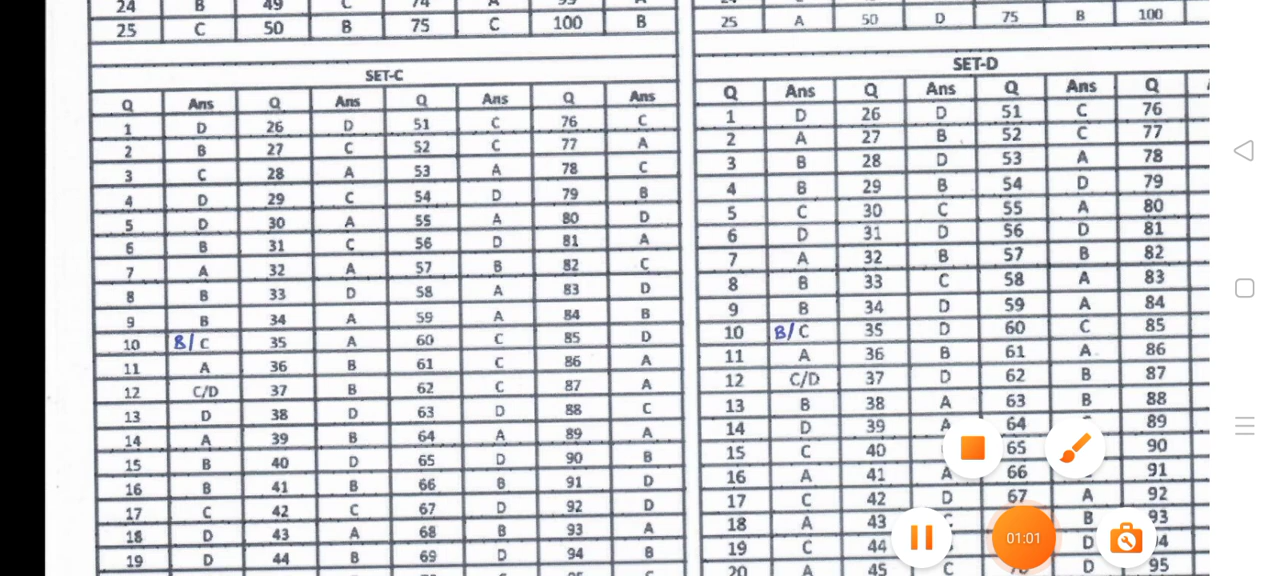 24 B 49 C 74 A
25 C 50 B 75 C 100 B
25 A 50 D 75 B 100
SET-C
Q Ans Q Ans Q Ans Q Ans
1 D 26 D 51 C 76 C
2 B 27 C 52 C 77 A
3 C 28 A 53 A 78 C
4 D 29 C 54 D 79 B
5 D 30 A 55 A 80 D
6 B 31 C 56 D 81 A
7 A 32 A 57 B 82 C
8 B 33 D 58 A 83 D
9 B 34 A 59 A 84 B
10 B/C 35 A 60 C 85 D
11 A 36 B 61 C 86 A
12 C/D 37 B 62 C 87 A
13 D 38 D 63 D 88 C
14 A 39 B 64 A 89 A
15 B 40 D 65 D 90 B
16 B 41 B 66 B 91 D
17 C 42 C 67 D 92 D
18 D 43 A 68 B 93 A
19 D 44 B 69 D 94 B
SET-D
Q Ans Q Ans Q Ans Q
1 D 26 D 51 C 76
2 A 27 B 52 C 77
3 B 28 D 53 A 78
4 B 29 B 54 D 79
5 C 30 C 55 A 80
6 D 31 D 56 D 81
7 A 32 B 57 B 82
8 B 33 C 58 A 83
9 B 34 D 59 A 84
10 B/C 35 D 60 C 85
11 A 36 B 61 A 86
12 C/D 37 D 62 B 87
13 B 38 A 63 B 88
14 D 39 A 64 89
15 C 40 65 90
16 A 41 A 66 91
17 C 42 D 67 A 92
18 A 43 B 93
19 C 44 D
20 A 45 C D 95
01:01